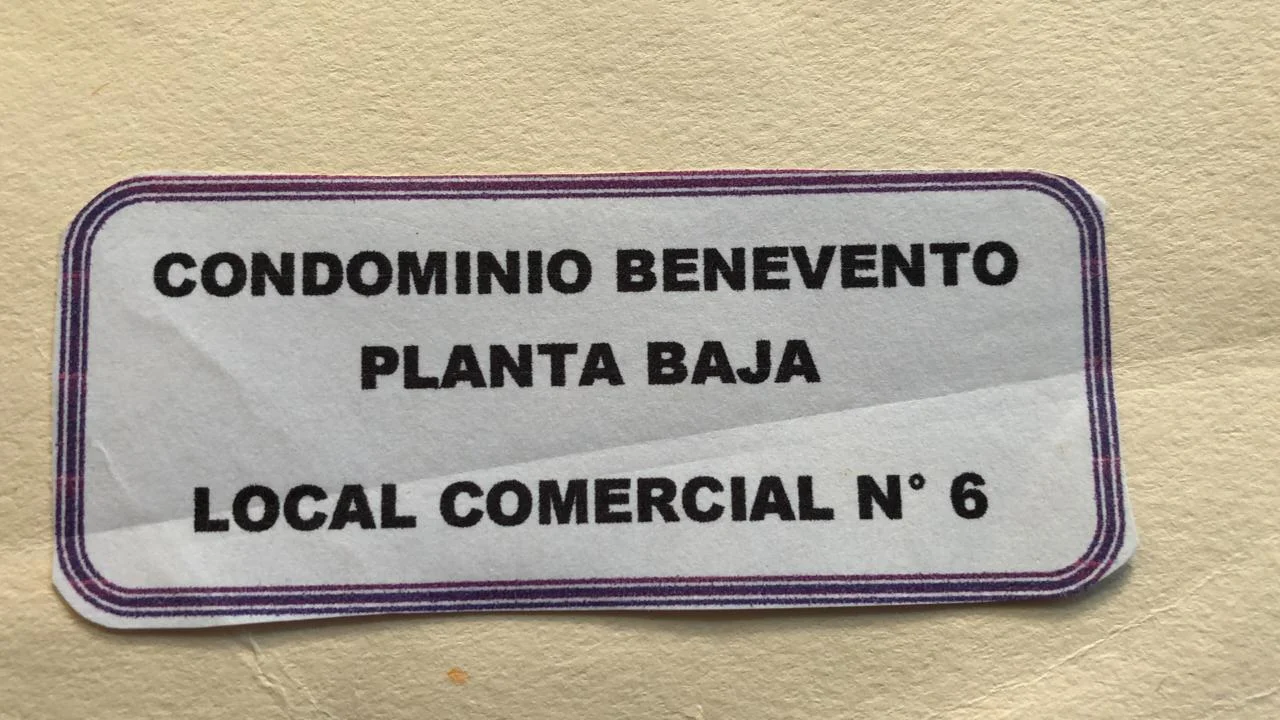 CONDOMINIO BENEVENTO
PLANTA BAJA
LOCAL COMERCIAL N° 6